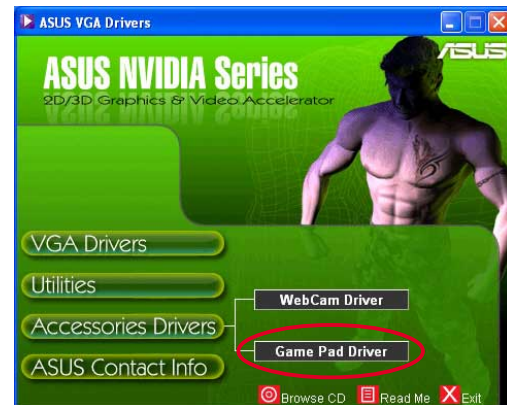 ASUS VGA Drivers
ASUS
ASUS NVIDIA Series
2D/3D Graphics & Video Accelerator
VGA Drivers
Utilities
WebCam Driver
Accessories Drivers
Game Pad Driver
ASUS Contact Info
Browse CD Read Me Exit